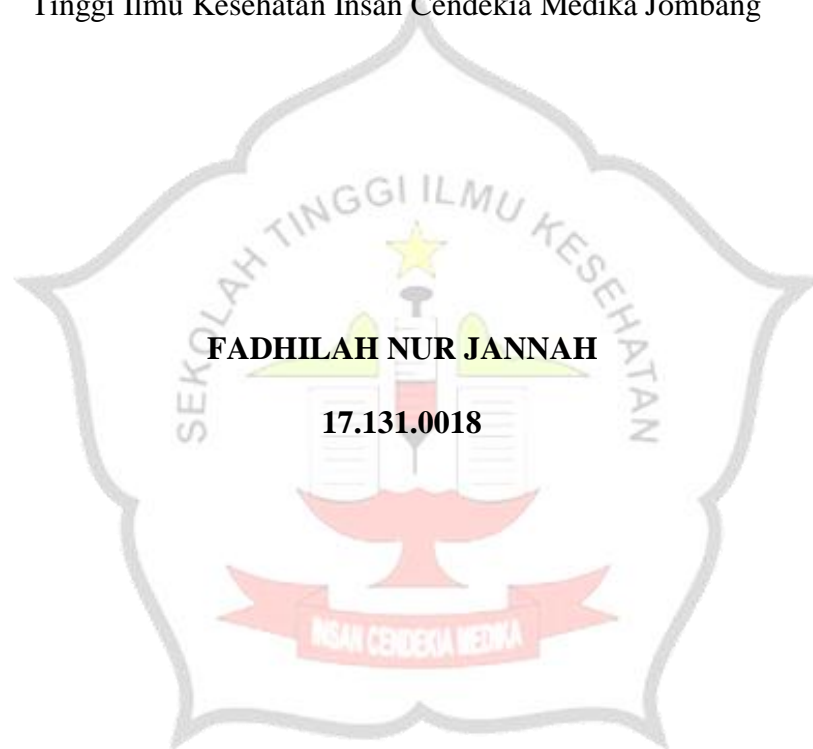 Tinggi Ilmu Kesehatan Insan Cendekia Medika Jombang
SEKOLAH TINGGI ILMU KESEHATAN
FADHILAH NUR JANNAH
17.131.0018
INSAN CENDEKIA MEDIKA